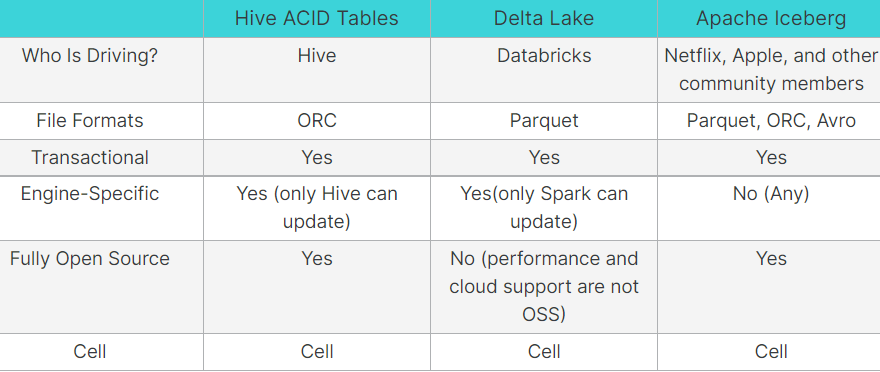 Hive ACID Tables Delta Lake Apache Iceberg
Who Is Driving? Hive Databricks Netflix, Apple, and other
community members
File Formats ORC Parquet Parquet, ORC, Avro
Transactional Yes Yes Yes
Engine-Specific Yes (only Hive can Yes(only Spark can No (Any)
update) update)
Fully Open Source Yes No (performance and Yes
cloud support are not
OSS)
Cell Cell Cell Cell